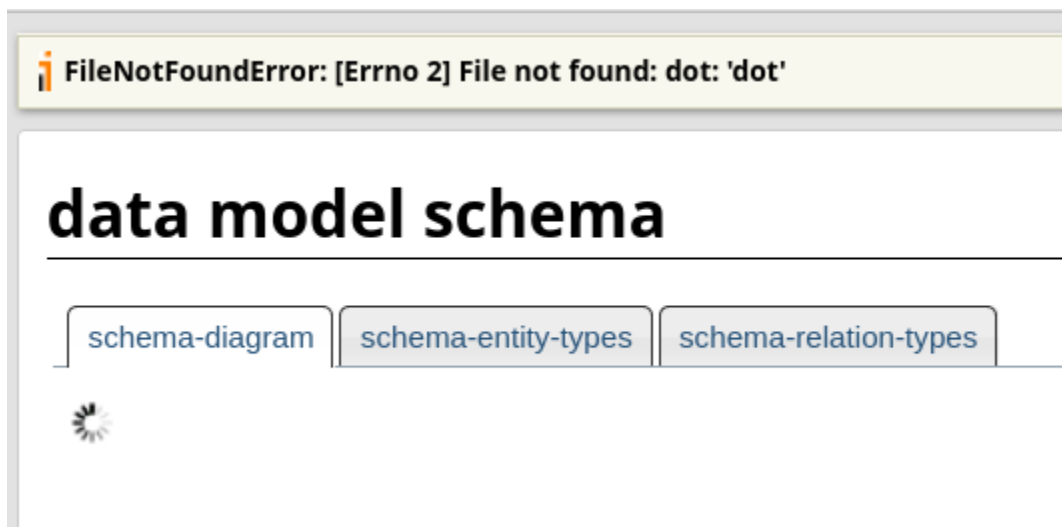 FileNotFoundError: [Errno 2] File not found: dot: 'dot'
data model schema
schema-diagram schema-entity-types schema-relation-types